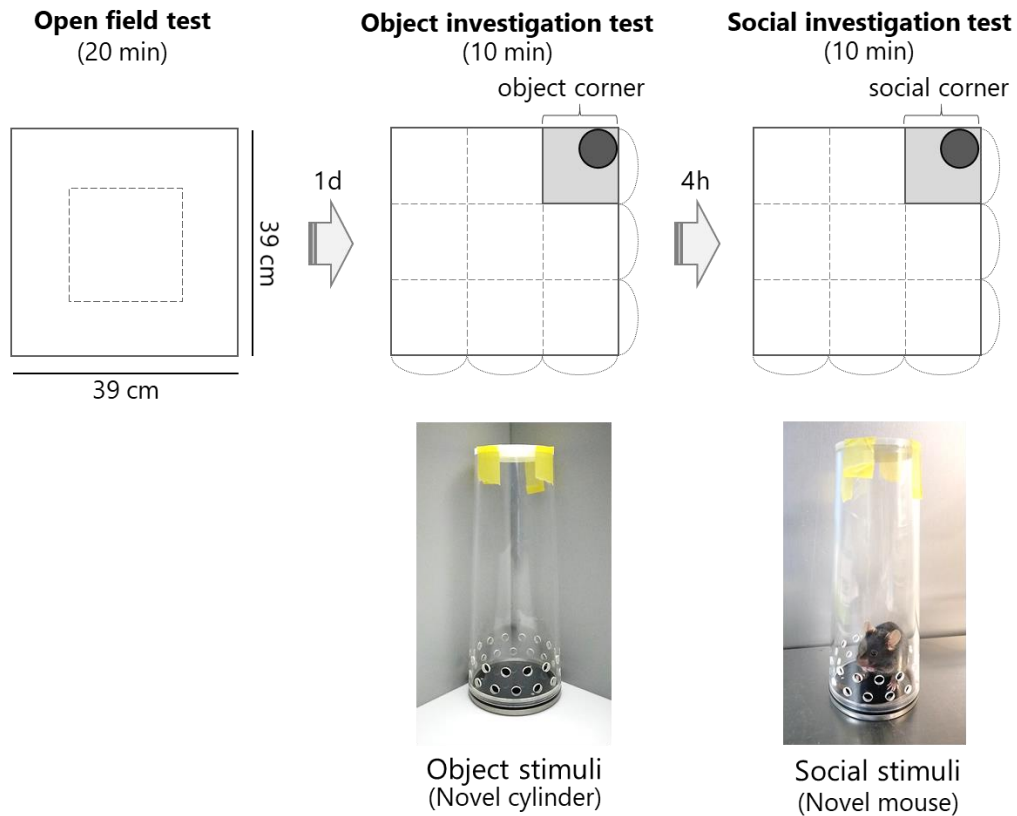 Open field test
(20 min)
Object investigation test
(10 min)
Social investigation test
(10 min)
object corner
social corner
39 cm
39 cm
1d
4h
Object stimuli
(Novel cylinder)
Social stimuli
(Novel mouse)